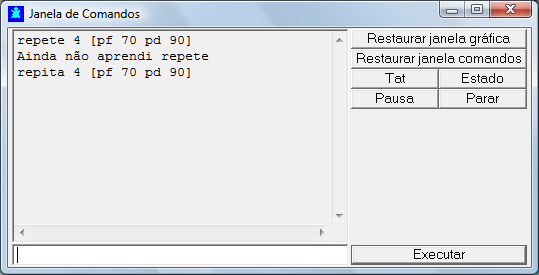 Janela de Comandos
repete 4 [pf 70 pd 90]
Ainda não aprendi repete
repita 4 [pf 70 pd 90]
Restaurar janela gráfica
Restaurar janela comandos
Tat Estado
Pausa Parar
Executar